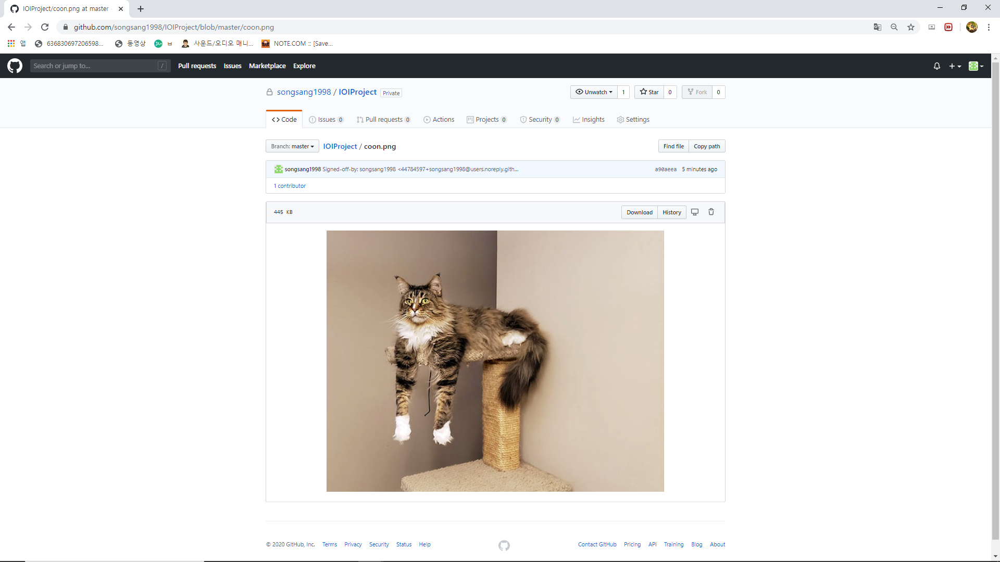 IOIProject/coon.png at master
github.com/songsang1998/IOIProject/blob/master/coon.png
앱 636830697206598... 동영상 ㅂ 사운드/오디오 매니... NOTE.COM :: [Save...
Search or jump to... / Pull requests Issues Marketplace Explore
songsang1998 / IOIProject Private Unwatch 1 Star 0 Fork 0
Code Issues 0 Pull requests 0 Actions Projects 0 Security 0 Insights Settings
Branch: master IOIProject / coon.png Find file Copy path
songsang1998 Signed-off-by: songsang1998 <44784597+songsang1998@users.noreply.gith... a90aeea 5 minutes ago
1 contributor
445 KB Download History
© 2020 GitHub, Inc. Terms Privacy Security Status Help Contact GitHub Pricing API Training Blog About